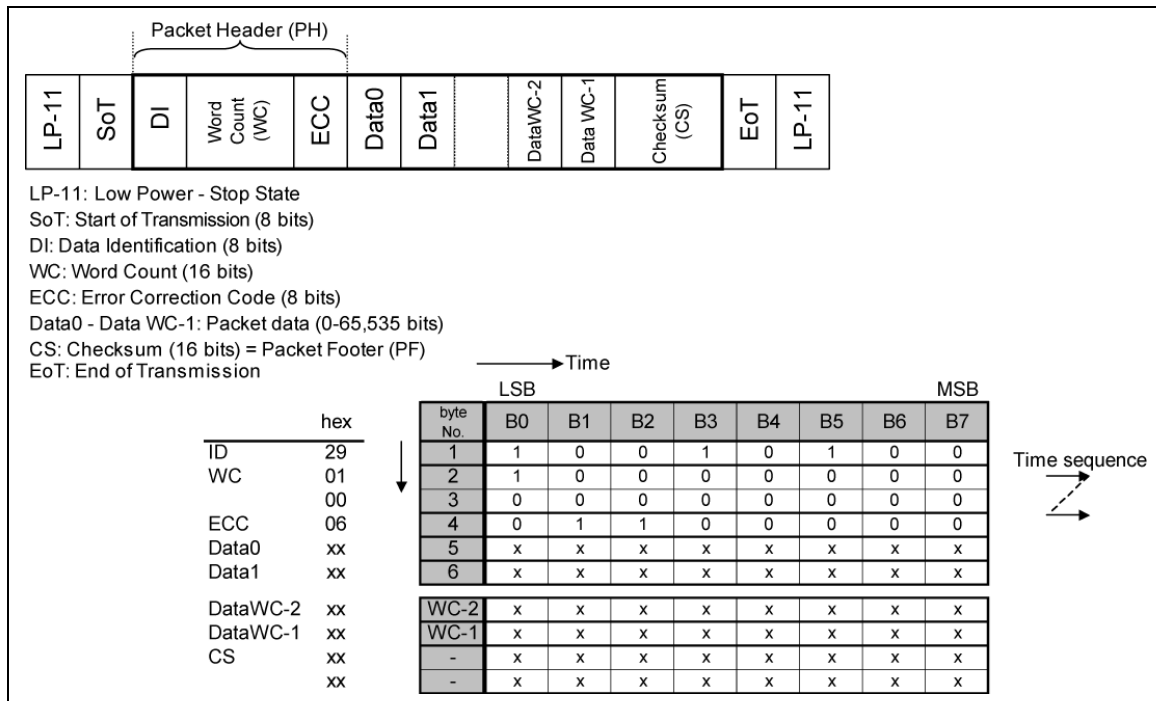 Packet Header (PH)
LP-11 SoT DI Word Count (WC) ECC Data0 Data1 DataWC-2 Data WC-1 Checksum (CS) EoT LP-11
LP-11: Low Power - Stop State
SoT: Start of Transmission (8 bits)
DI: Data Identification (8 bits)
WC: Word Count (16 bits)
ECC: Error Correction Code (8 bits)
Data0 - Data WC-1: Packet data (0-65,535 bits)
CS: Checksum (16 bits) = Packet Footer (PF)
EoT: End of Transmission
Time
LSB MSB
hex byte No. B0 B1 B2 B3 B4 B5 B6 B7
ID 29 1 1 0 0 1 0 1 0 0
WC 01 2 1 0 0 0 0 0 0 0
00 3 0 0 0 0 0 0 0 0
ECC 06 4 0 1 1 0 0 0 0 0
Data0 xx 5 x x x x x x x x
Data1 xx 6 x x x x x x x x
DataWC-2 xx WC-2 x x x x x x x x
DataWC-1 xx WC-1 x x x x x x x x
CS xx - x x x x x x x x
xx - x x x x x x x x
Time sequence